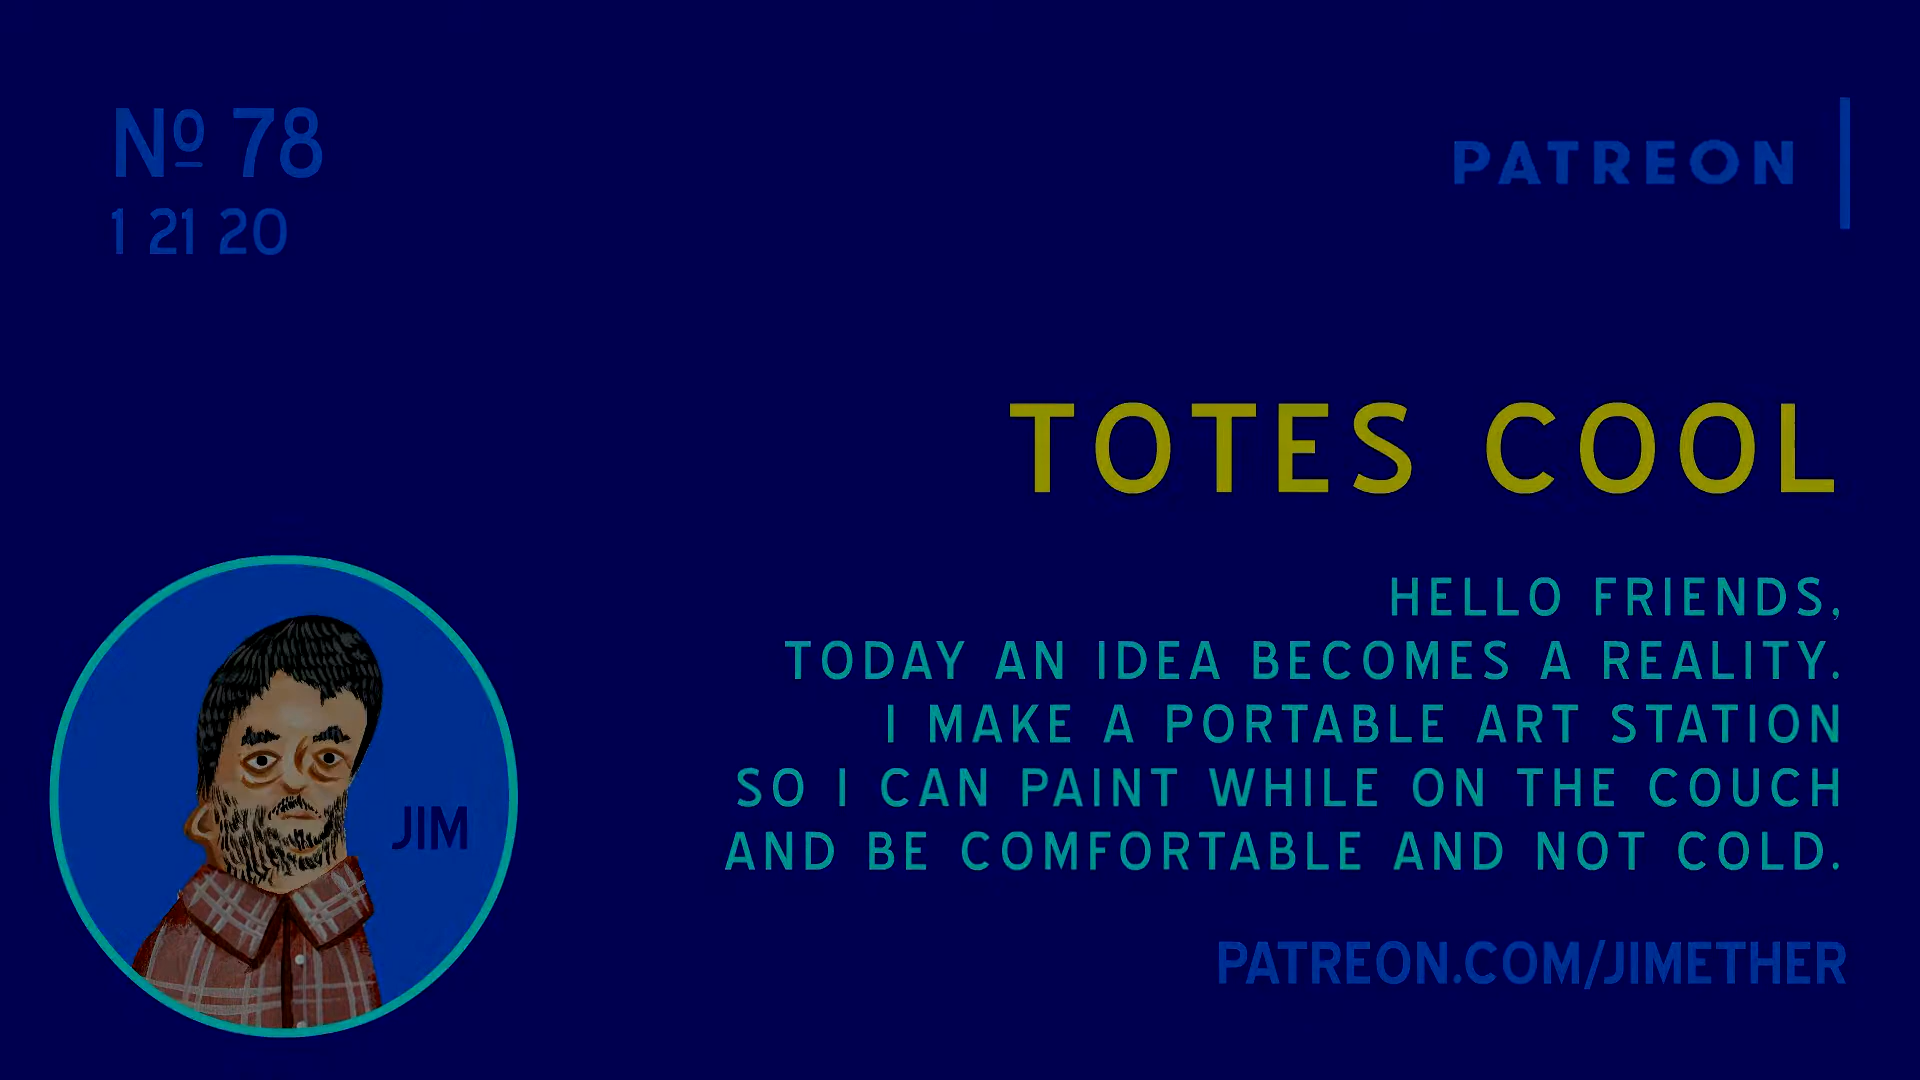 Nº 78
1 21 20
PATREON
TOTES COOL
HELLO FRIENDS,
TODAY AN IDEA BECOMES A REALITY.
I MAKE A PORTABLE ART STATION
SO I CAN PAINT WHILE ON THE COUCH
AND BE COMFORTABLE AND NOT COLD.
JIM
PATREON.COM/JIMETHER